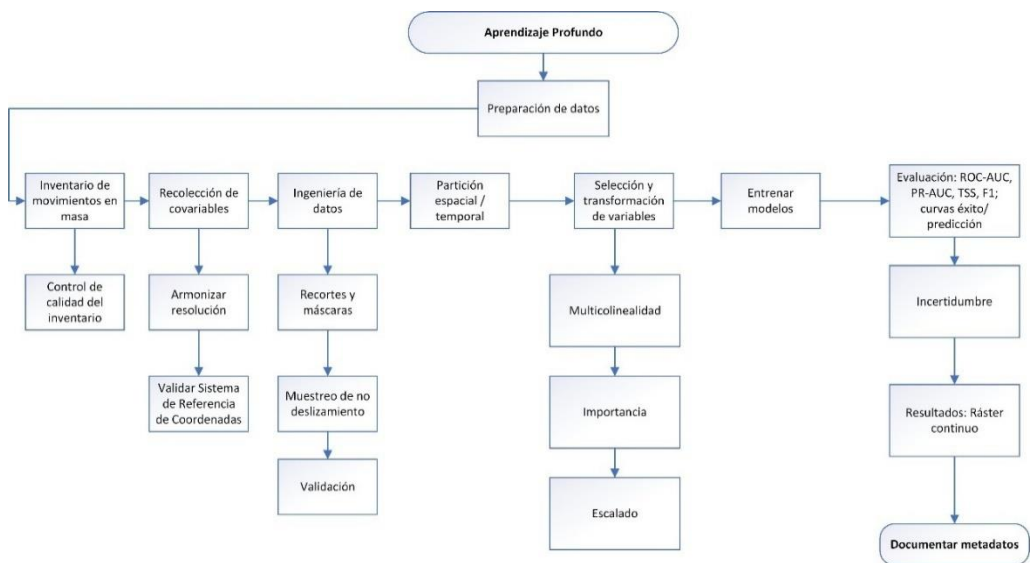 Aprendizaje Profundo
Preparación de datos
Inventario de
movimientos en
masa
Recolección de
covariables
Ingeniería de
datos
Partición
espacial /
temporal
Selección y
transformación
de variables
Entrenar
modelos
Evaluación: ROC-AUC,
PR-AUC, TSS, F1;
curvas éxito/
predicción
Control de
calidad del
inventario
Armonizar
resolución
Recortes y
máscaras
Multicolinealidad
Incertidumbre
Validar Sistema
de Referencia
de Coordenadas
Muestreo de no
deslizamiento
Importancia
Resultados: Ráster
continuo
Validación
Escalado
Documentar metadatos